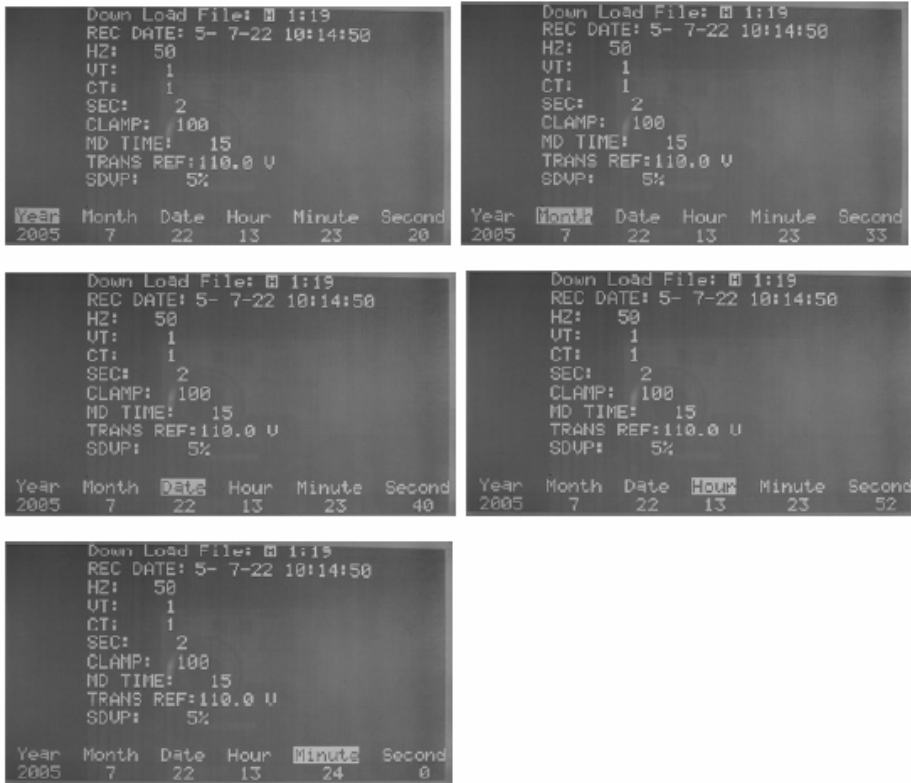 Down Load File: H 1:19
REC DATE: 5- 7-22 10:14:50
HZ: 50
VT: 1
CT: 1
SEC: 2
CLAMP: 100
MD TIME: 15
TRANS REF:110.0 V
SDVP: 5%
Year Month Date Hour Minute Second
2005 7 22 13 23 20
Down Load File: H 1:19
REC DATE: 5- 7-22 10:14:50
HZ: 50
VT: 1
CT: 1
SEC: 2
CLAMP: 100
MD TIME: 15
TRANS REF:110.0 V
SDVP: 5%
Year Month Date Hour Minute Second
2005 7 22 13 23 33
Down Load File: H 1:19
REC DATE: 5- 7-22 10:14:50
HZ: 50
VT: 1
CT: 1
SEC: 2
CLAMP: 100
MD TIME: 15
TRANS REF:110.0 V
SDVP: 5%
Year Month Date Hour Minute Second
2005 7 22 13 23 40
Down Load File: H 1:19
REC DATE: 5- 7-22 10:14:50
HZ: 50
VT: 1
CT: 1
SEC: 2
CLAMP: 100
MD TIME: 15
TRANS REF:110.0 V
SDVP: 5%
Year Month Date Hour Minute Second
2005 7 22 13 23 52
Down Load File: H 1:19
REC DATE: 5- 7-22 10:14:50
HZ: 50
VT: 1
CT: 1
SEC: 2
CLAMP: 100
MD TIME: 15
TRANS REF:110.0 V
SDVP: 5%
Year Month Date Hour Minute Second
2005 7 22 13 24 0